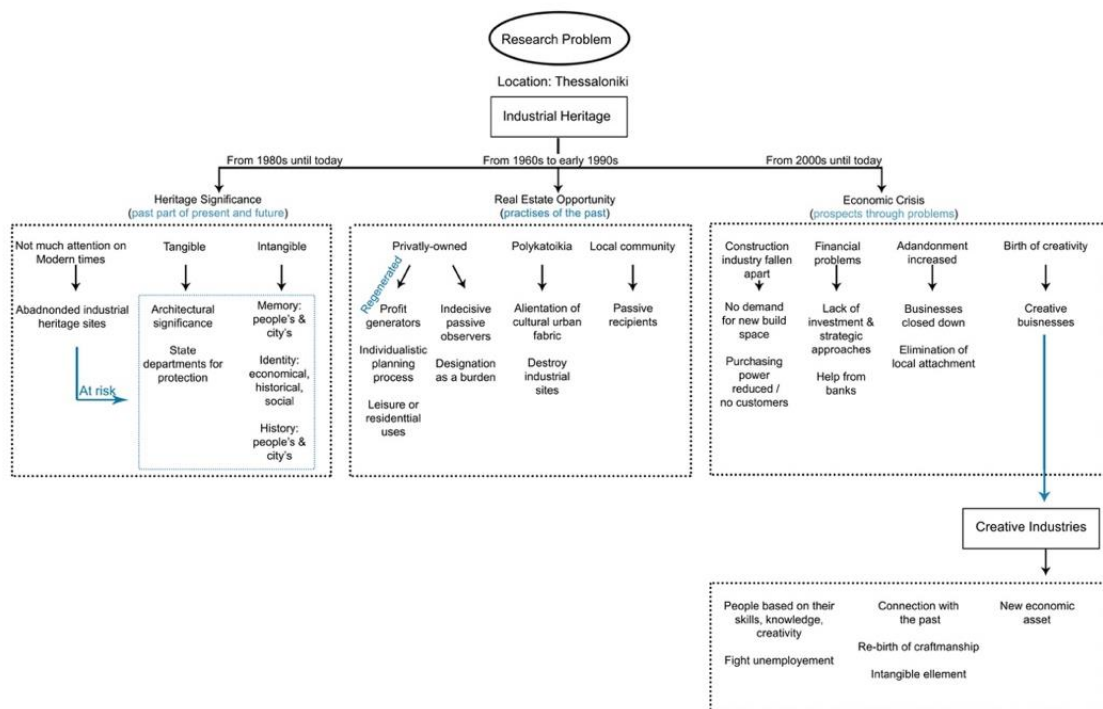 Research Problem
Location: Thessaloniki
Industrial Heritage
From 1980s until today
From 1960s to early 1990s
From 2000s until today
Heritage Significance
(past part of present and future)
Real Estate Opportunity
(practises of the past)
Economic Crisis
(prospects through problems)
Not much attention on
Modern times
Abadnonded industrial
heritage sites
At risk
Tangible
Architectural
significance
State
departments for
protection
Intangible
Memory:
people's &
city's
Identity:
economical,
historical,
social
History:
people's &
city's
Privatly-owned
Regenerated
Profit
generators
Individualistic
planning
process
Leisure or
residenttial
uses
Indecisive
passive
observers
Designation
as a burden
Polykatoikia
Alientation of
cultural urban
fabric
Destroy
industrial
sites
Local community
Passive
recipients
Construction
industry fallen
apart
No demand
for new build
space
Purchasing
power
reduced /
no customers
Financial
problems
Lack of
investment &
strategic
approaches
Help from
banks
Adandonment
increased
Businesses
closed down
Elimination of
local attachment
Birth of creativity
Creative
buisnesses
Creative Industries
People based on their
skills, knowledge,
creativity
Fight unemployement
Connection with
the past
Re-birth of craftmanship
Intangible ellement
New economic
asset